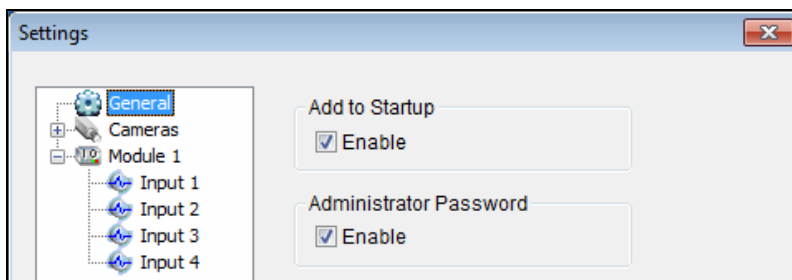 Settings
General
Cameras
Module 1
Input 1
Input 2
Input 3
Input 4
Add to Startup
Enable
Administrator Password
Enable